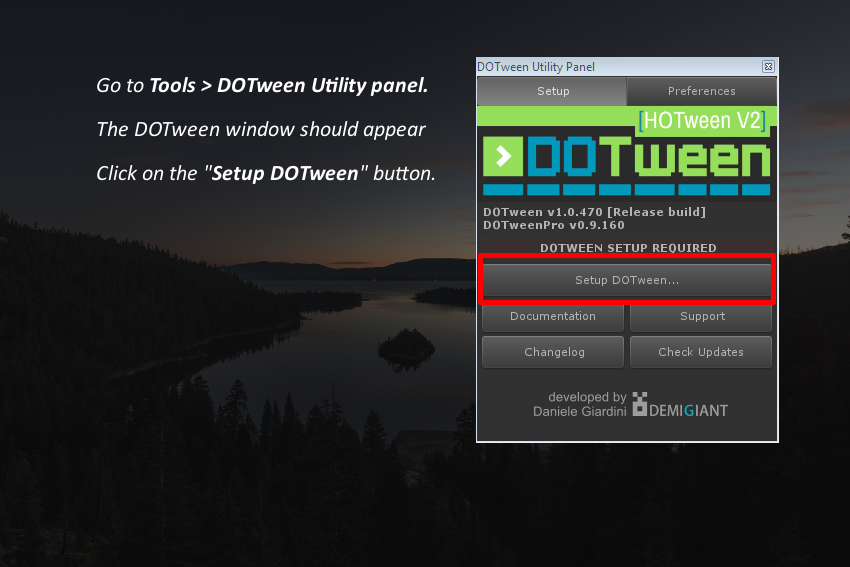 Go to Tools > DOTween Utility panel.
The DOTween window should appear
Click on the "Setup DOTween" button.
DOTween Utility Panel
Setup
Preferences
[HOTween V2]
DOTween
DOTween v1.0.470 [Release build]
DOTweenPro v0.9.160
DOTWEEN SETUP REQUIRED
Setup DOTween...
Documentation
Support
Changelog
Check Updates
developed by
Daniele Giardini
DEMIGIANT